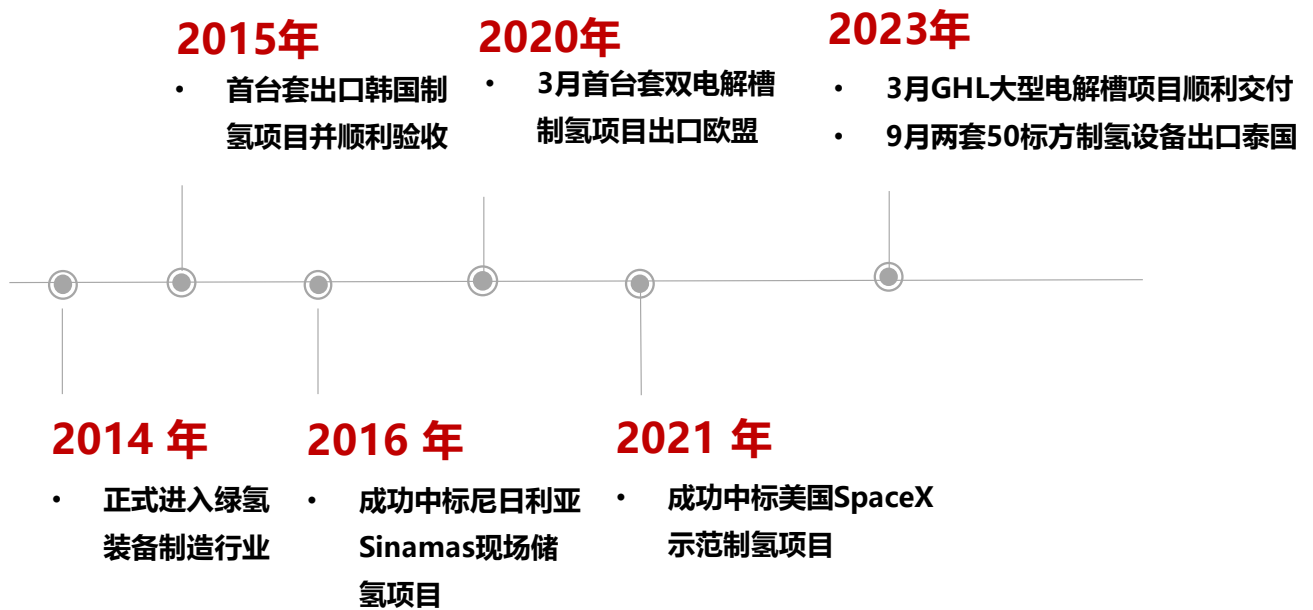 2015年
• 首台套出口韩国制
氢项目并顺利验收
2020年
• 3月首台套双电解槽
制氢项目出口欧盟
2023年
• 3月GHL大型电解槽项目顺利交付
• 9月两套50标方制氢设备出口泰国
2014 年
• 正式进入绿氢
装备制造行业
2016 年
• 成功中标尼日利亚
Sinamas现场储
氢项目
2021 年
• 成功中标美国SpaceX
示范制氢项目